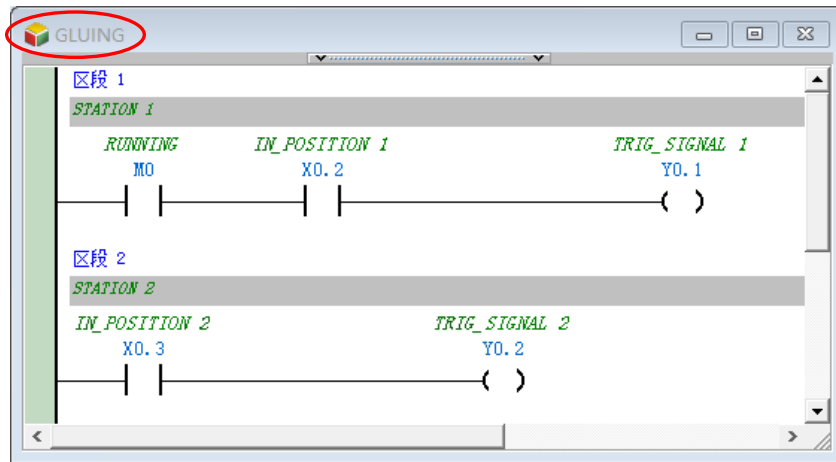 GLUING
区段 1
STATION 1
RUNNING IN_POSITION 1 TRIG_SIGNAL 1
M0 X0.2 Y0.1
区段 2
STATION 2
IN_POSITION 2 TRIG_SIGNAL 2
X0.3 Y0.2